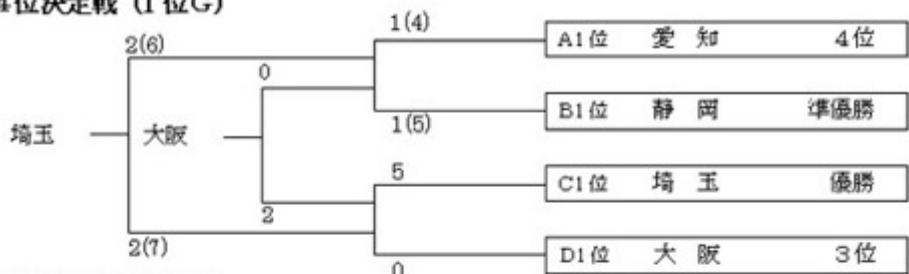 位決定戦（1位G）
1(4)
A1位 愛知 4位
2(6)
0
B1位 静岡 準優勝
1(5)
埼玉
大阪
5
C1位 埼玉 優勝
2
2(7)
D1位 大阪 3位
0